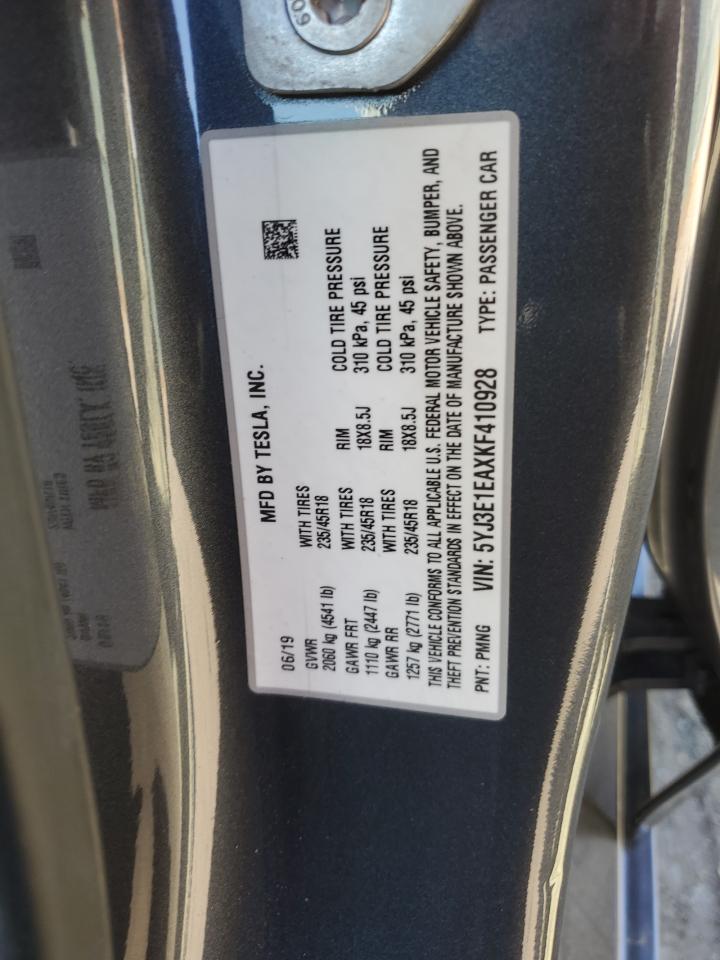 60
06/19 MFD BY TESLA, INC.
GVWR WITH TIRES
2060 kg (4541 lb) 235/45R18
GAWR FRT WITH TIRES RIM COLD TIRE PRESSURE
1110 kg (2447 lb) 235/45R18 18X8.5J 310 kPa, 45 psi
GAWR RR WITH TIRES RIM COLD TIRE PRESSURE
1257 kg (2771 lb) 235/45R18 18X8.5J 310 kPa, 45 psi
THIS VEHICLE CONFORMS TO ALL APPLICABLE U.S. FEDERAL MOTOR VEHICLE SAFETY, BUMPER, AND
THEFT PREVENTION STANDARDS IN EFFECT ON THE DATE OF MANUFACTURE SHOWN ABOVE.
PNT: PMNG VIN: 5YJ3E1EAXKF410928 TYPE: PASSENGER CAR